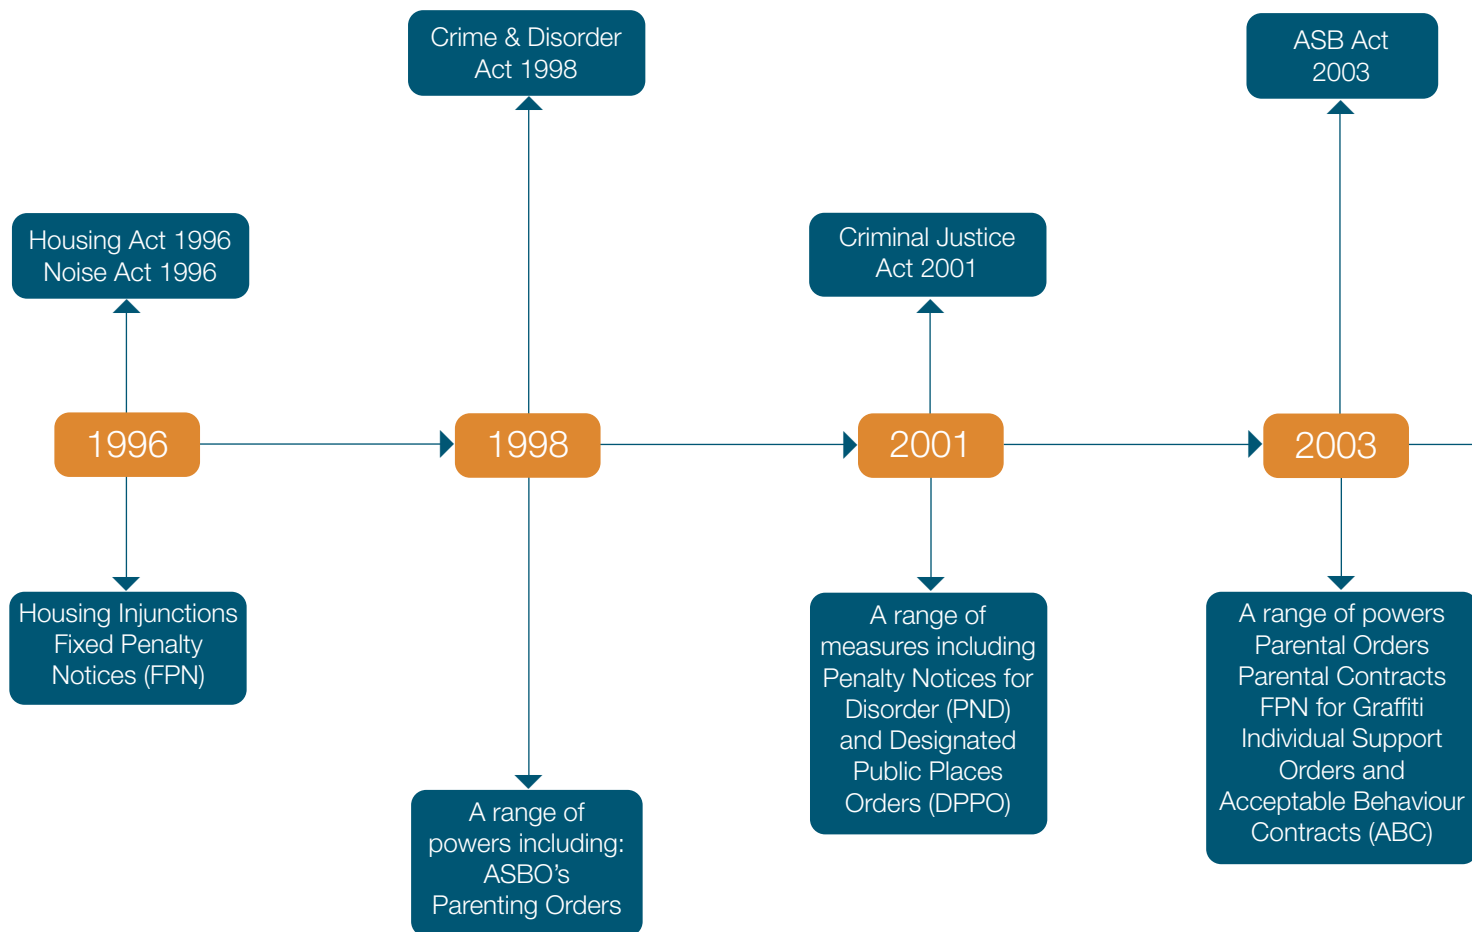 Crime & Disorder
Act 1998
ASB Act
2003
Housing Act 1996
Noise Act 1996
Criminal Justice
Act 2001
1996
1998
2001
2003
Housing Injunctions
Fixed Penalty
Notices (FPN)
A range of
powers including:
ASBO’s
Parenting Orders
A range of
measures including
Penalty Notices for
Disorder (PND)
and Designated
Public Places
Orders (DPPO)
A range of powers
Parental Orders
Parental Contracts
FPN for Graffiti
Individual Support
Orders and
Acceptable Behaviour
Contracts (ABC)